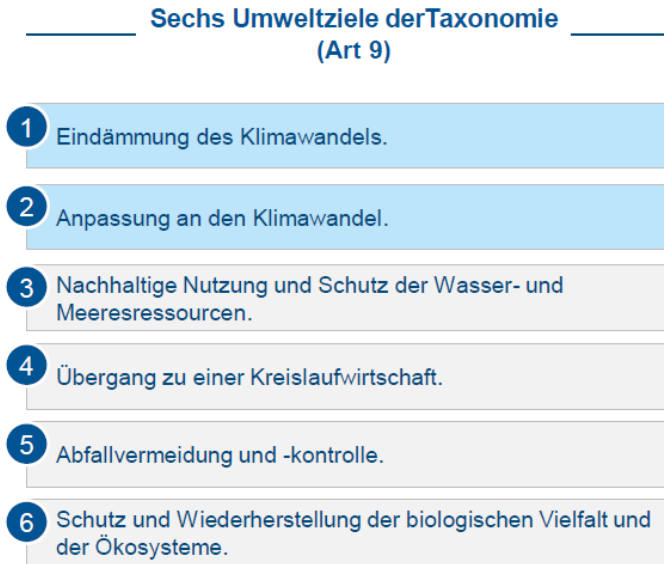 Sechs Umweltziele derTaxonomie
(Art 9)
1
Eindämmung des Klimawandels.
2
Anpassung an den Klimawandel.
3
Nachhaltige Nutzung und Schutz der Wasser- und
Meeresressourcen.
4
Übergang zu einer Kreislaufwirtschaft.
5
Abfallvermeidung und -kontrolle.
6
Schutz und Wiederherstellung der biologischen Vielfalt und
der Ökosysteme.